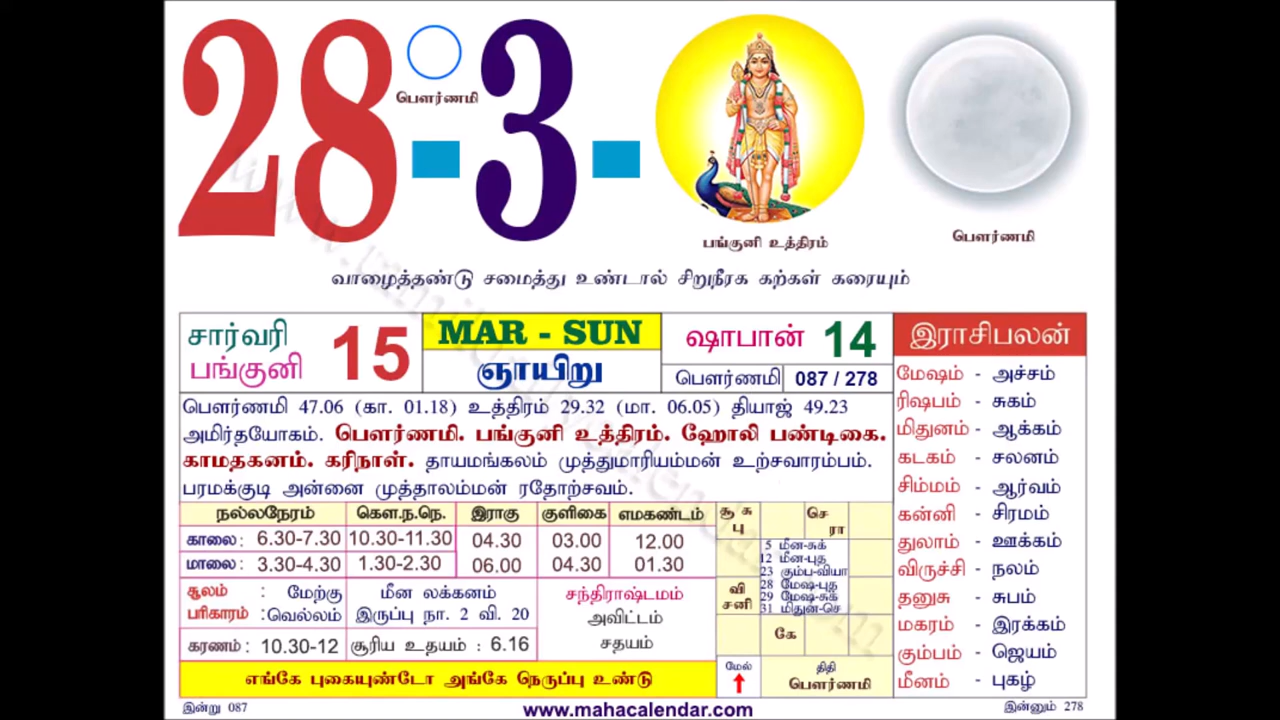 28 - 3 -
பௌர்ணமி
பங்குனி உத்திரம்
பௌர்ணமி
வாழைத்தண்டு சமைத்து உண்டால் சிறுநீரக கற்கள் கரையும்
சார்வரி
பங்குனி
15
MAR - SUN
ஞாயிறு
ஷாபான் 14
பௌர்ணமி 087 / 278
பௌர்ணமி 47.06 (கா. 01.18) உத்திரம் 29.32 (மா. 06.05) தியாஜ் 49.23
அமிர்தயோகம். பௌர்ணமி. பங்குனி உத்திரம். ஹோலி பண்டிகை.
காமதகனம். கரிநாள். தாயமங்கலம் முத்துமாரியம்மன் உற்சவாரம்பம்.
பரமக்குடி அன்னை முத்தாலம்மன் ரதோற்சவம்.
நல்லநேரம் கௌ.ந.நே. இராகு குளிகை எமகண்டம்
காலை : 6.30-7.30 10.30-11.30 04.30 03.00 12.00
மாலை : 3.30-4.30 1.30-2.30 06.00 04.30 01.30
சூலம் : மேற்கு
பரிகாரம் : வெல்லம்
மீன லக்கனம்
இருப்பு நா. 2 வி. 20
சந்திராஷ்டமம்
அவிட்டம்
சதயம்
கரணம் : 10.30-12 சூரிய உதயம் : 6.16
எங்கே புகையுண்டோ அங்கே நெருப்பு உண்டு
சூ சு
பு
செ
ரா
5 மீன-சுக்
12 மீன-புத
23 கும்ப-வியா
28 மேஷ-புத
29 மேஷ-சுக்
31 மிதுன-செ
வி
சனி
கே
மேல்
திதி
பௌர்ணமி
இராசிபலன்
மேஷம் - அச்சம்
ரிஷபம் - சுகம்
மிதுனம் - ஆக்கம்
கடகம் - சலனம்
சிம்மம் - ஆர்வம்
கன்னி - சிரமம்
துலாம் - ஊக்கம்
விருச்சி - நலம்
தனுசு - சுபம்
மகரம் - இரக்கம்
கும்பம் - ஜெயம்
மீனம் - புகழ்
இன்று 087
www.mahacalendar.com
இன்னும் 278